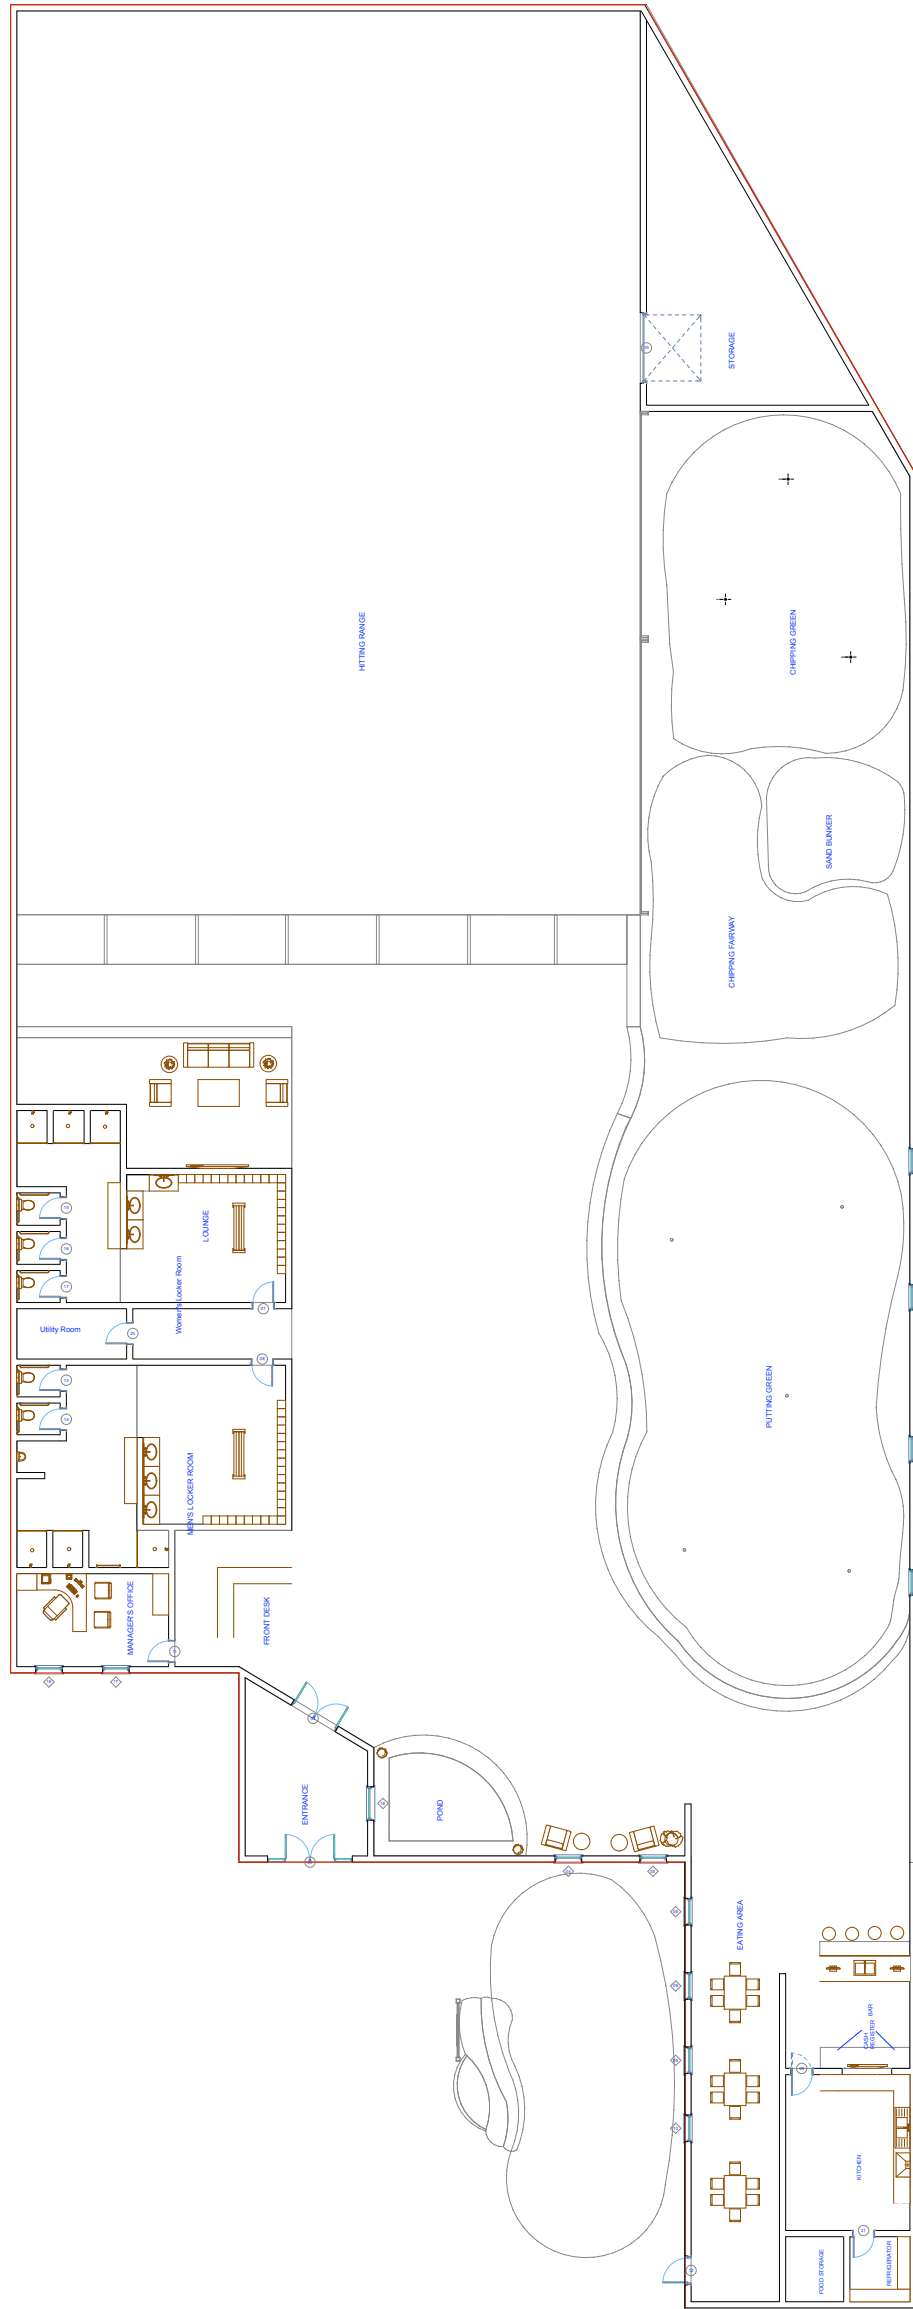 STORAGE
HITTING RANGE
CHIPPING GREEN
SAND BUNKER
CHIPPING FAIRWAY
LOUNGE
Women's Locker Room
Utility Room
PUTTING GREEN
MEN'S LOCKER ROOM
MANAGER'S OFFICE
FRONT DESK
ENTRANCE
POND
EATING AREA
BAR
CASH
REGISTER
KITCHEN
FOOD STORAGE
REFRIGERATOR